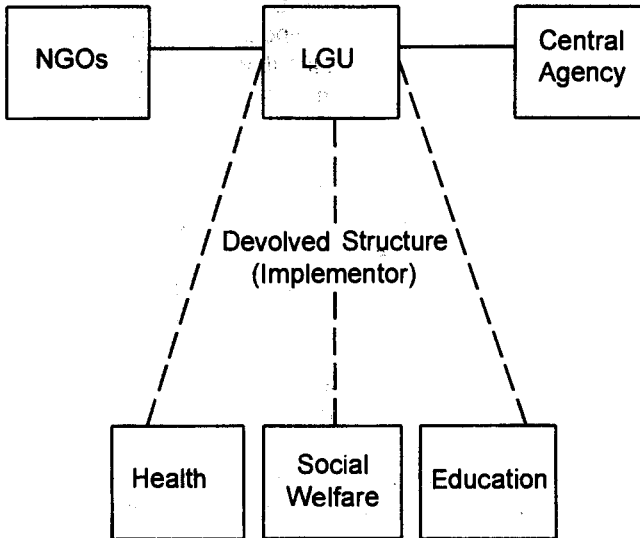 NGOs
LGU
Central
Agency
Devolved Structure
(Implementor)
Health
Social
Welfare
Education